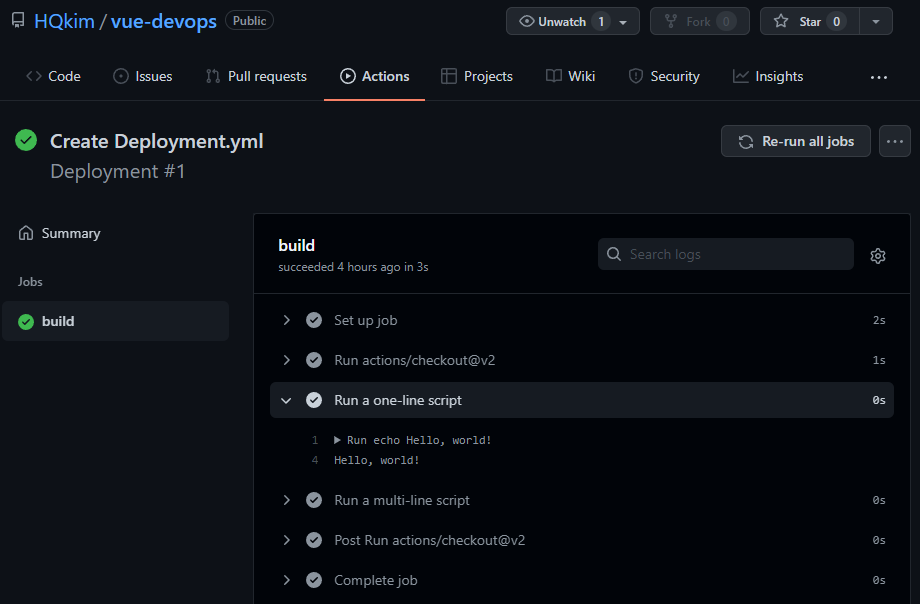 HQkim / vue-devops Public
Unwatch 1
Fork 0
Star 0
Code
Issues
Pull requests
Actions
Projects
Wiki
Security
Insights
Create Deployment.yml
Deployment #1
Re-run all jobs
Summary
Jobs
build
build
succeeded 4 hours ago in 3s
Search logs
Set up job 2s
Run actions/checkout@v2 1s
Run a one-line script 0s
1 Run echo Hello, world!
4 Hello, world!
Run a multi-line script 0s
Post Run actions/checkout@v2 0s
Complete job 0s